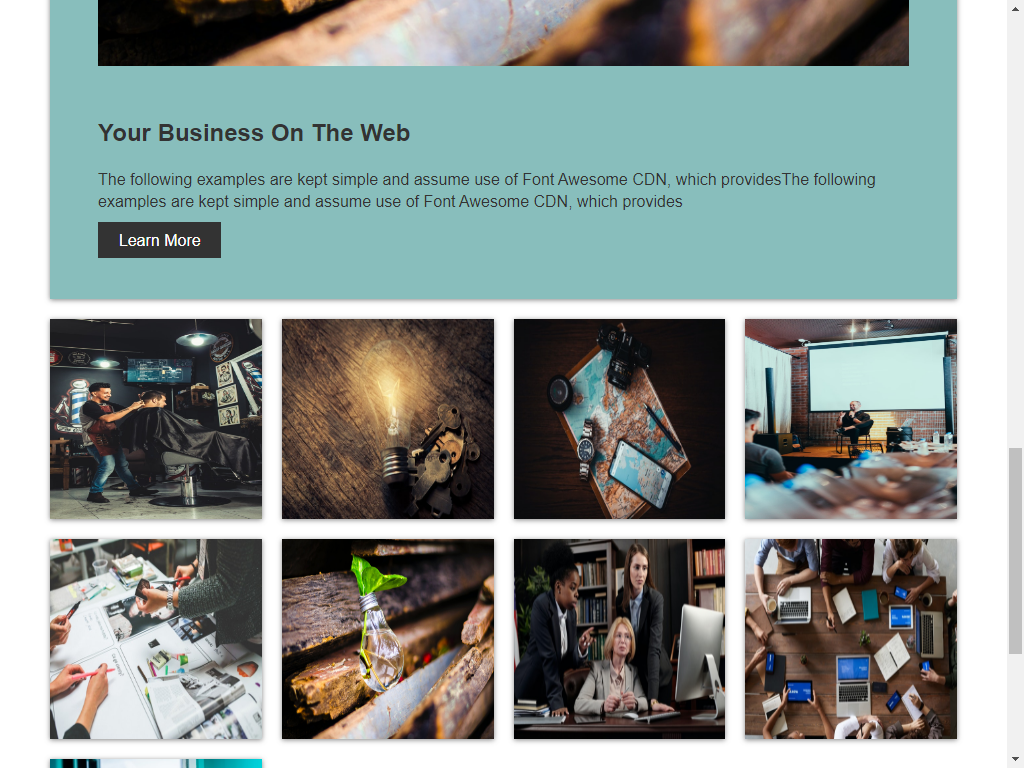 Your Business On The Web
The following examples are kept simple and assume use of Font Awesome CDN, which providesThe following
examples are kept simple and assume use of Font Awesome CDN, which provides
Learn More